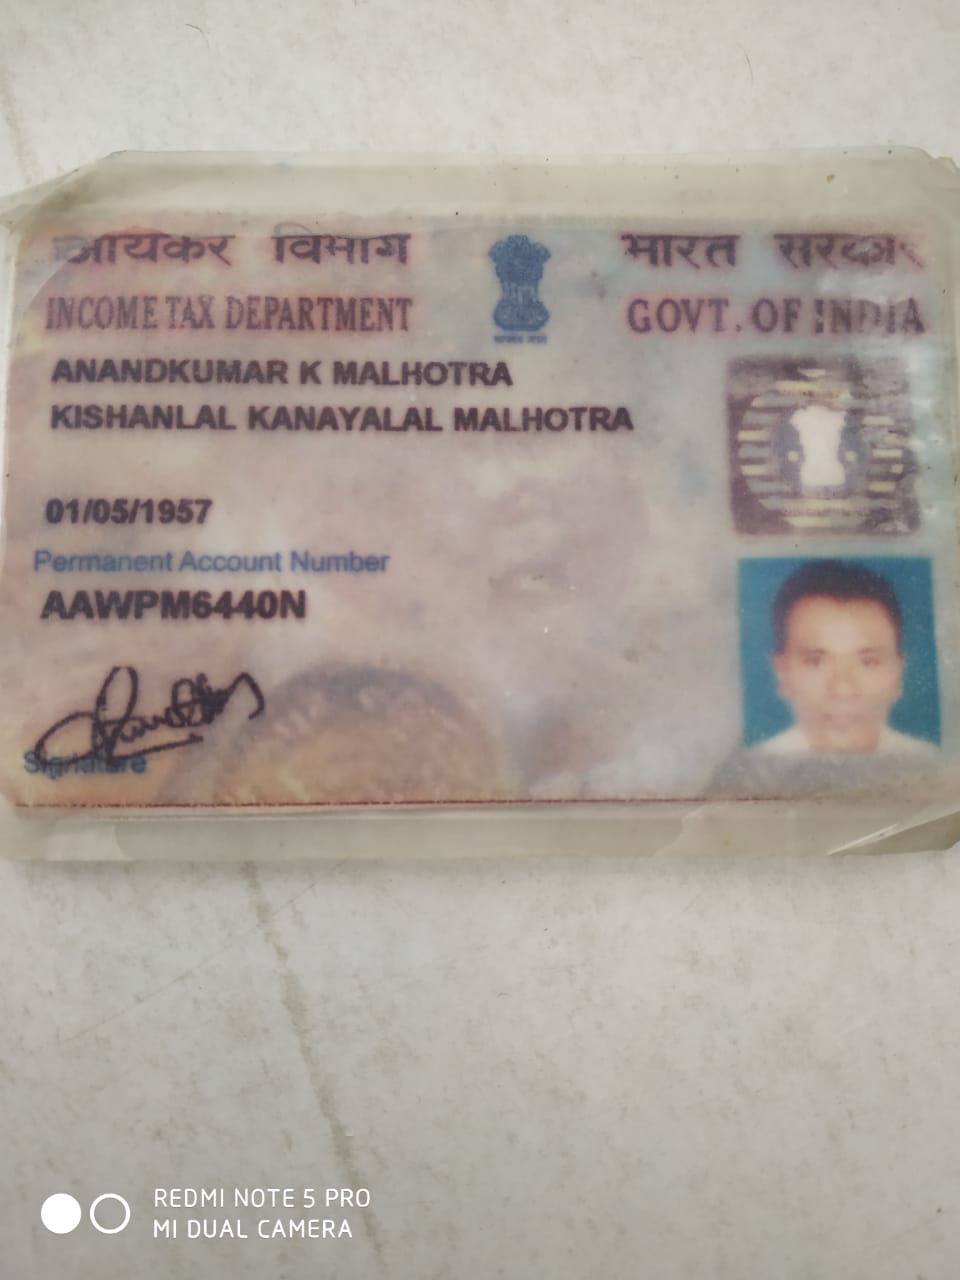 आयकर विभाग
भारत सरकार
INCOME TAX DEPARTMENT
GOVT. OF INDIA
ANANDKUMAR K MALHOTRA
KISHANLAL KANAYALAL MALHOTRA
01/05/1957
Permanent Account Number
AAWPM6440N
Signature
REDMI NOTE 5 PRO
MI DUAL CAMERA